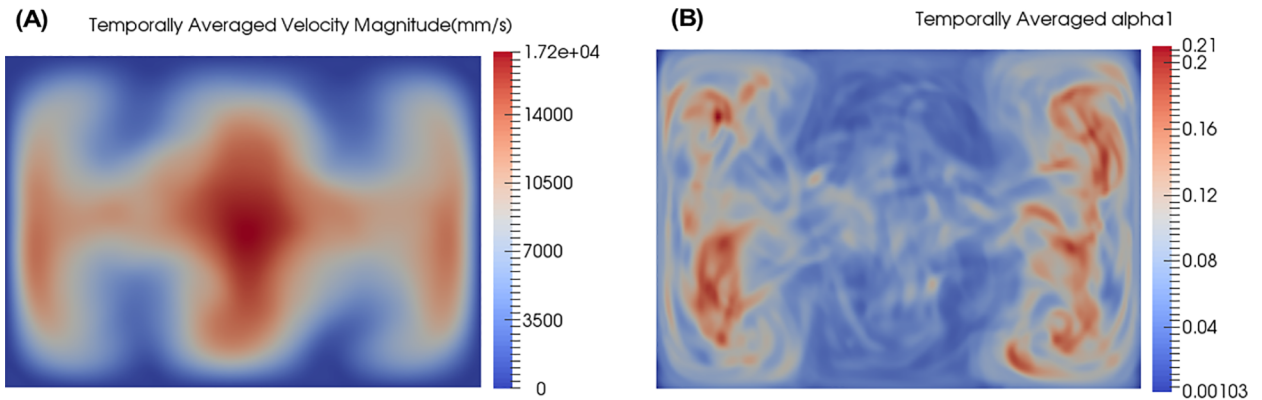 (A)
Temporally Averaged Velocity Magnitude(mm/s)
1.72e+04
14000
10500
7000
3500
0
(B)
Temporally Averaged alpha1
0.21
0.2
0.16
0.12
0.08
0.04
0.00103